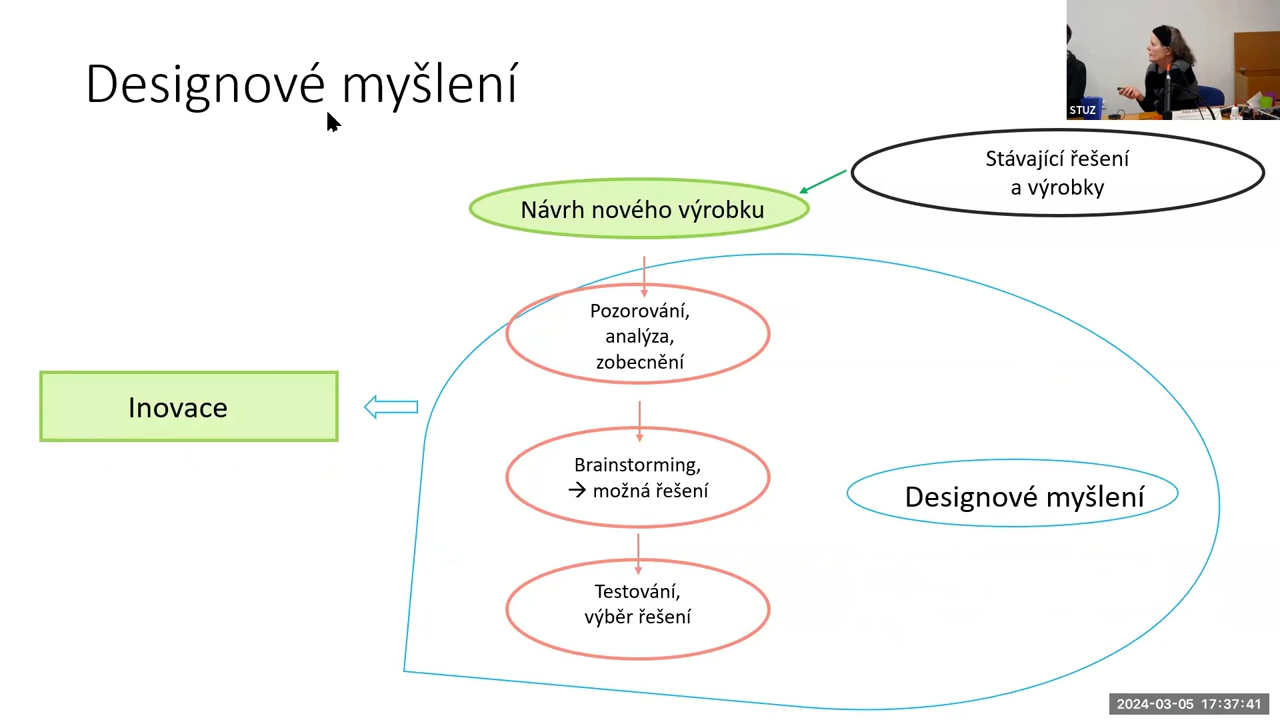 Designové myšlení
STUZ
Stávající řešení
a výrobky
Návrh nového výrobku
Pozorování,
analýza,
zobecnění
Inovace
Brainstorming,
→ možná řešení
Designové myšlení
Testování,
výběr řešení
2024-03-05 17:37:41